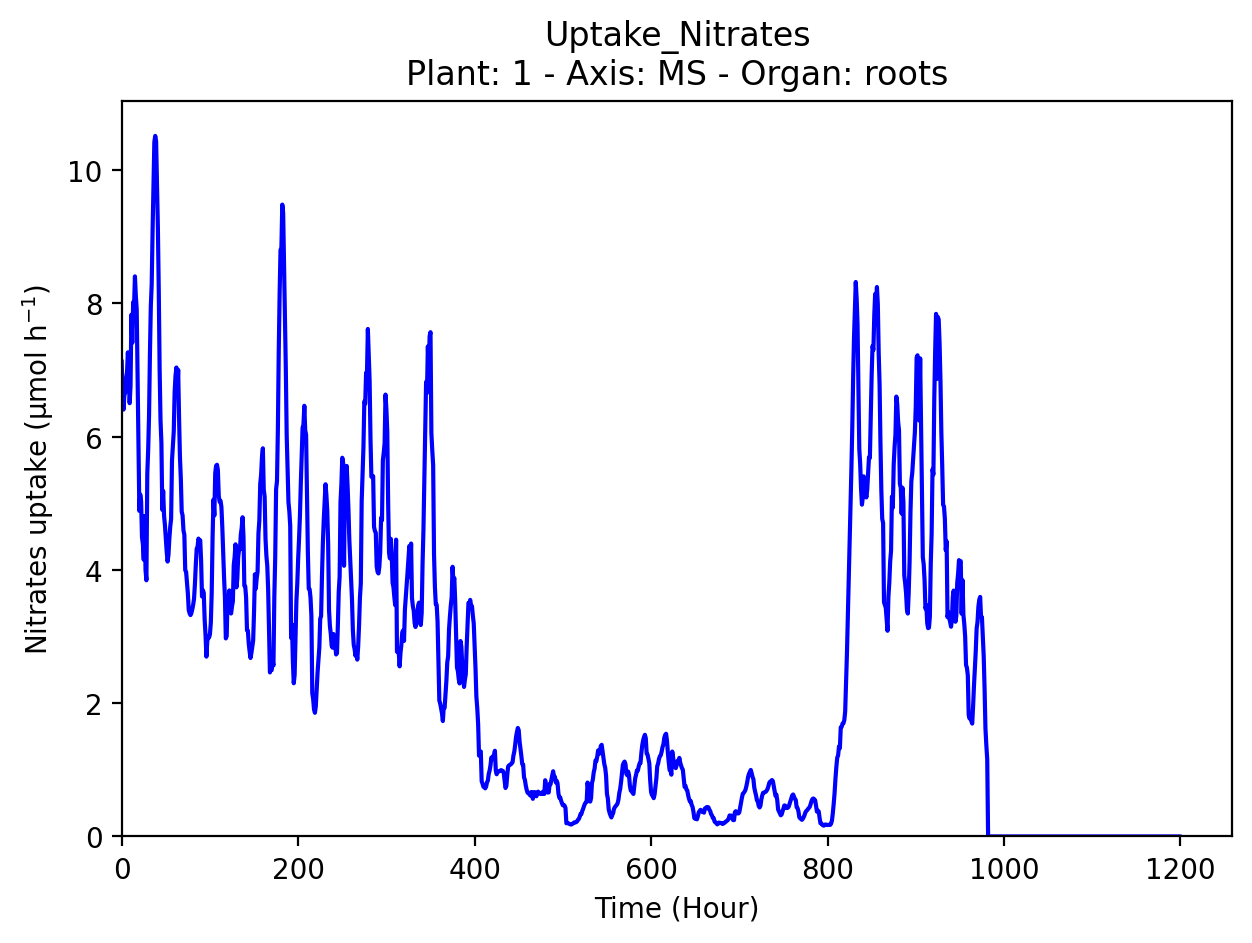 Uptake_Nitrates
Plant: 1 - Axis: MS - Organ: roots
10
8
6
4
2
0
Nitrates uptake (µmol h⁻¹)
0 200 400 600 800 1000 1200
Time (Hour)